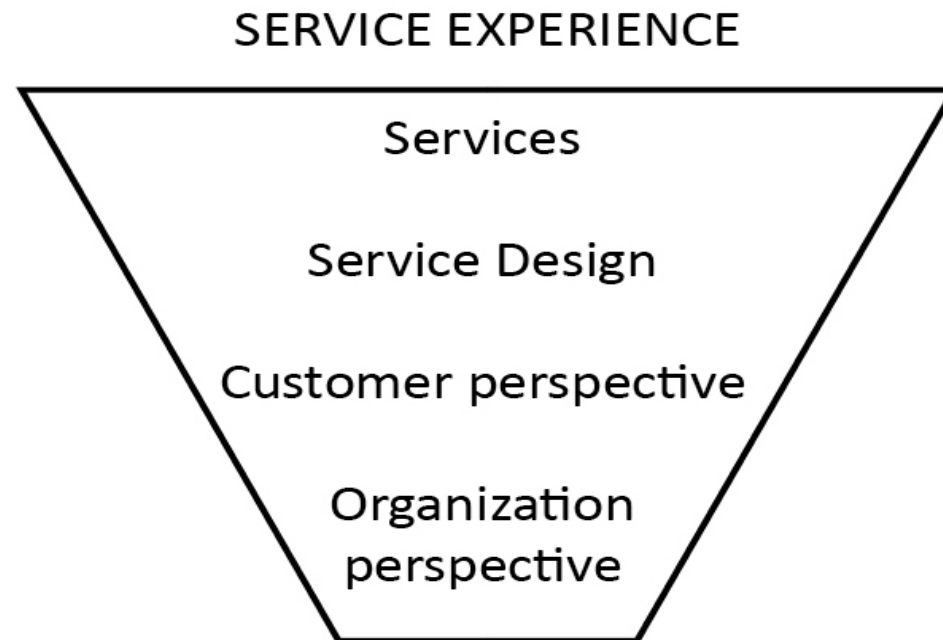 SERVICE EXPERIENCE
Services
Service Design
Customer perspective
Organization
perspective